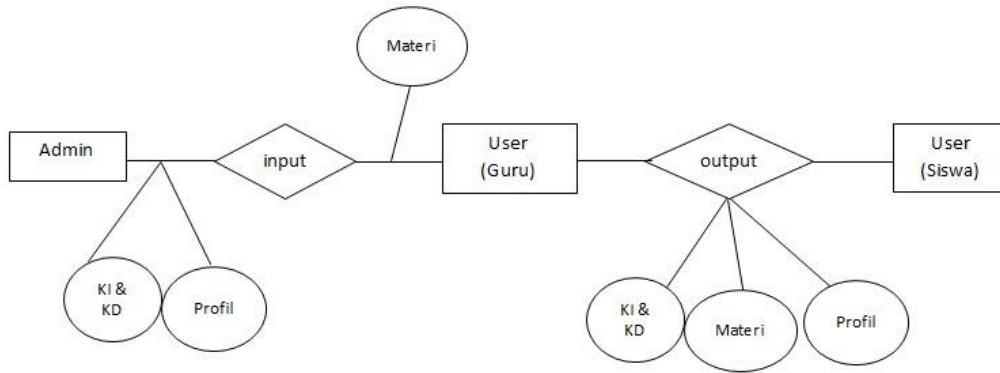 Materi
Admin
input
User
(Guru)
output
User
(Siswa)
KI &
KD
Profil
KI &
KD
Materi
Profil